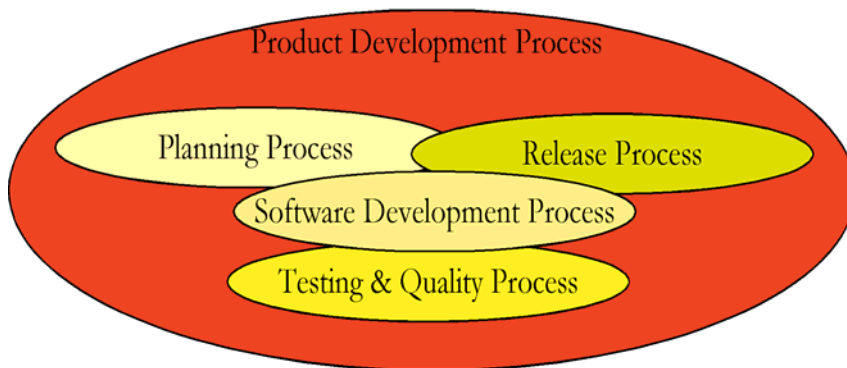 Product Development Process
Planning Process
Release Process
Software Development Process
Testing & Quality Process